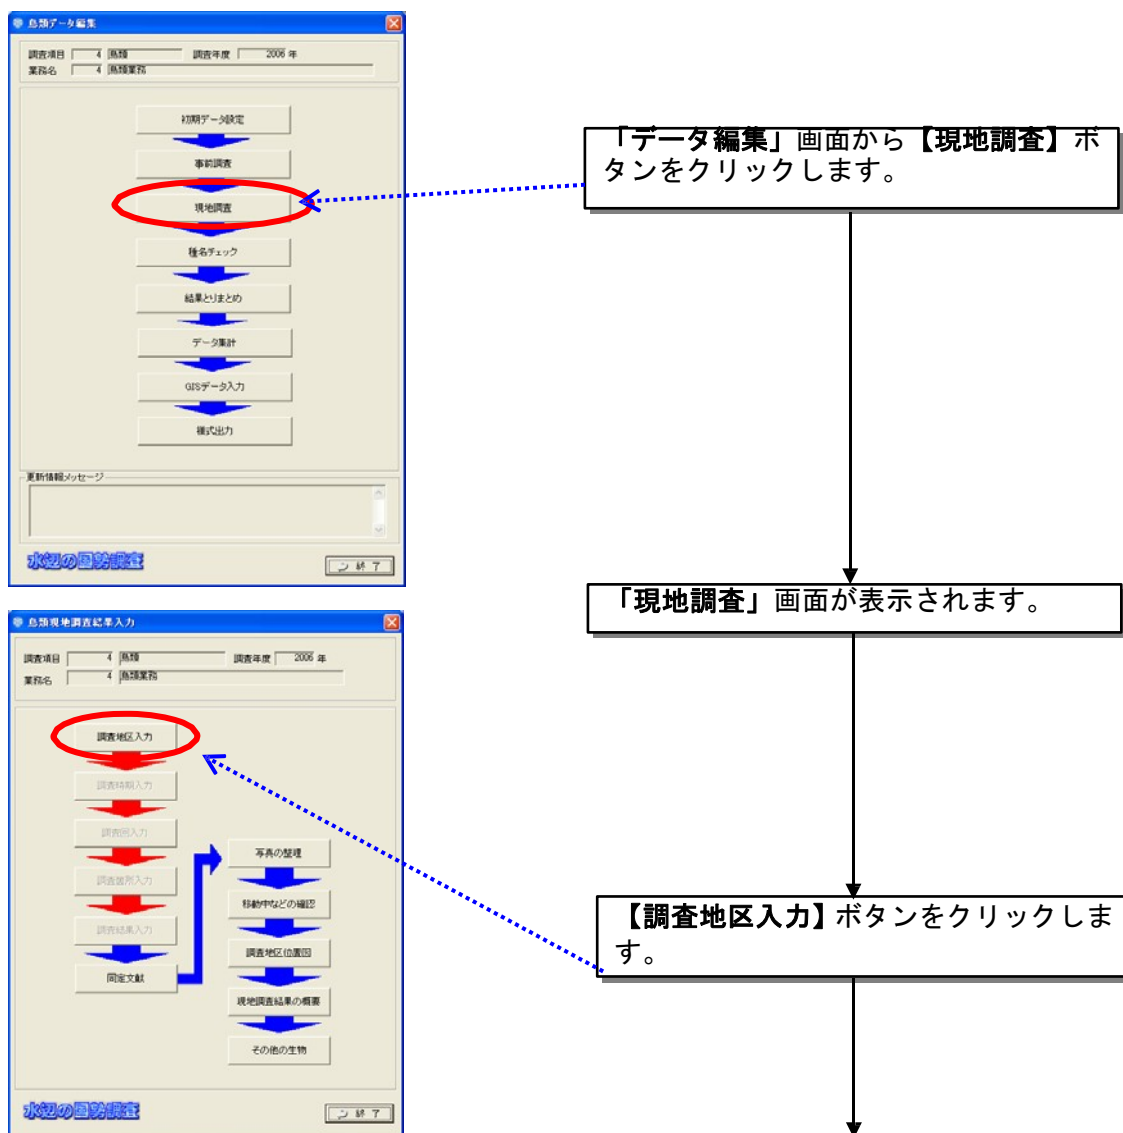 鳥類データ編集
調査項目 4 鳥類 調査年度 2006 年
業務名 4 鳥類業務
初期データ設定
事前調査
現地調査
種名チェック
結果とりまとめ
データ集計
GISデータ入力
様式出力
更新情報メッセージ
水辺の国勢調査
終 了
「データ編集」画面から【現地調査】ボ
タンをクリックします。
「現地調査」画面が表示されます。
鳥類現地調査結果入力
調査項目 4 鳥類 調査年度 2006 年
業務名 4 鳥類業務
調査地区入力
調査時期入力
調査回入力
調査箇所入力
調査結果入力
同定文献
写真の整理
移動中などの確認
調査地区位置図
現地調査結果の概要
その他の生物
水辺の国勢調査
終 了
【調査地区入力】ボタンをクリックしま
す。